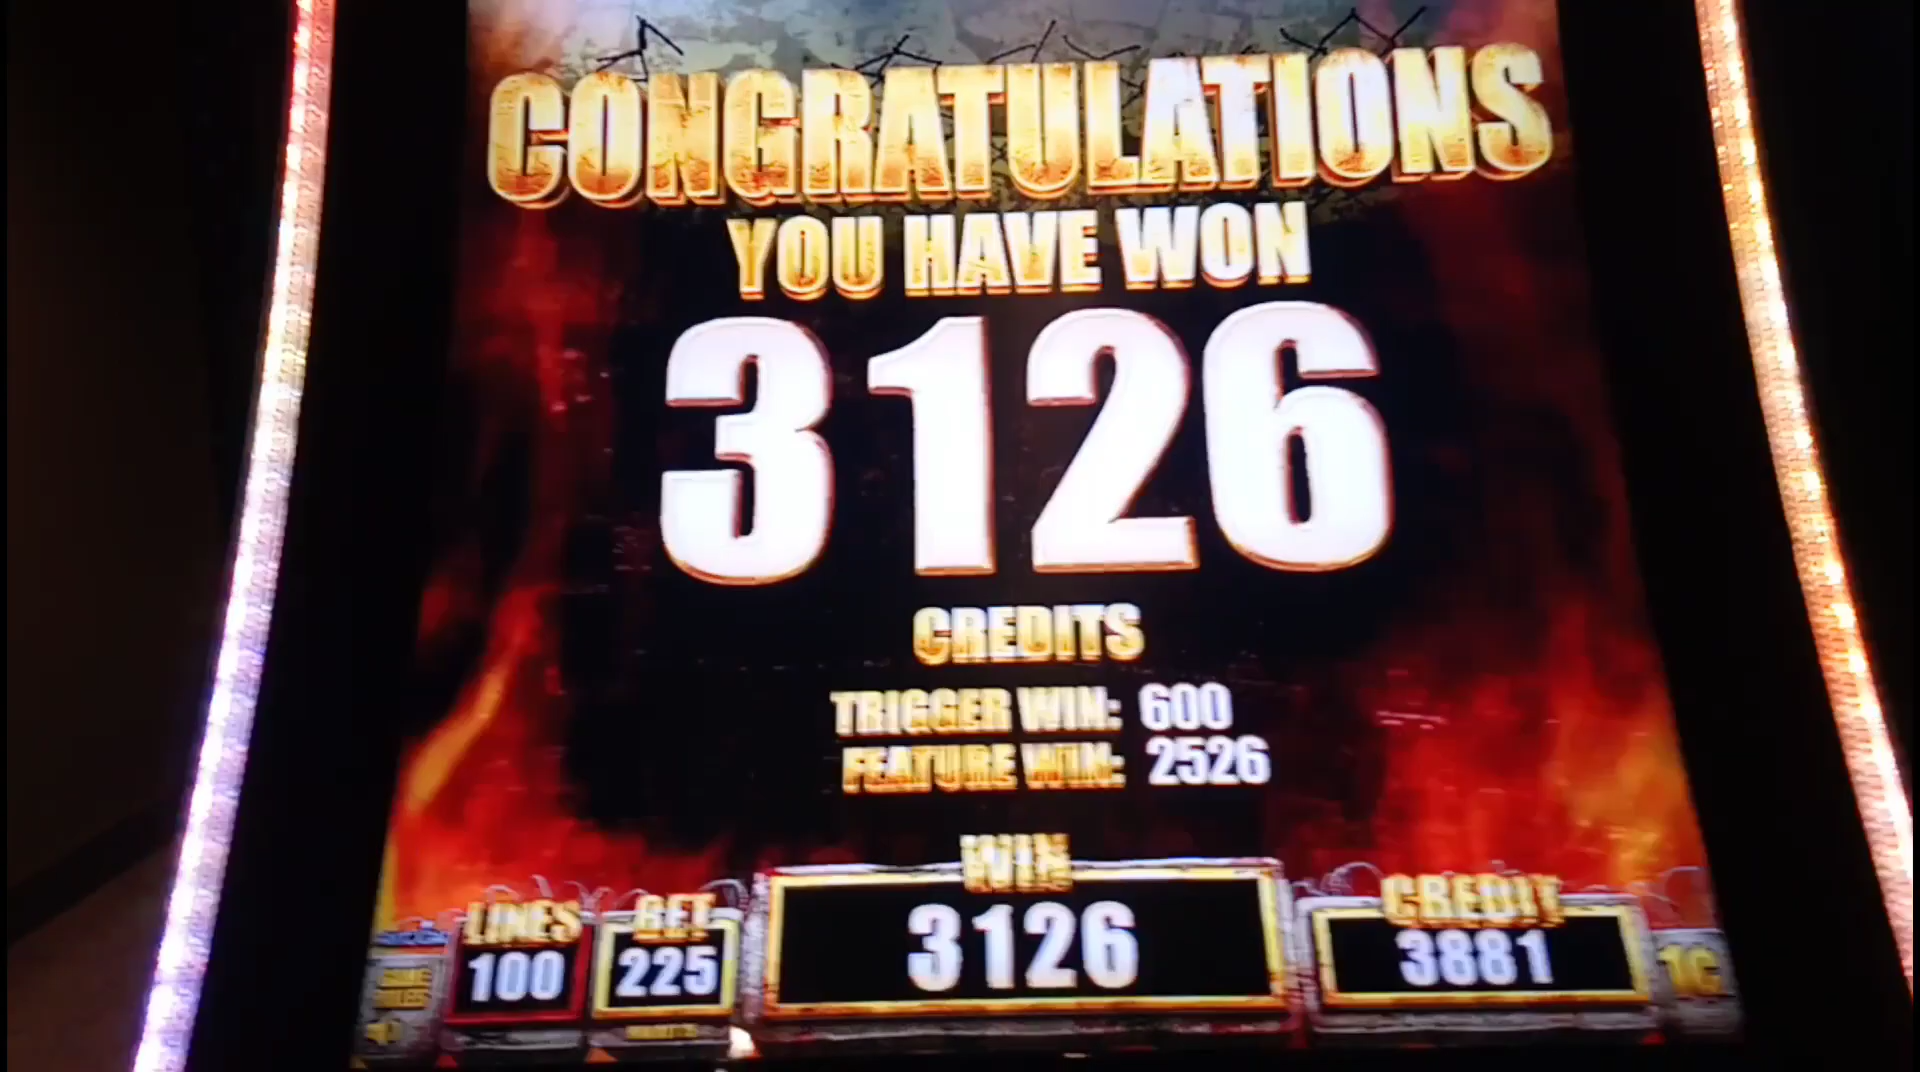 CONGRATULATIONS
YOU HAVE WON
3126
CREDITS
TRIGGER WIN: 600
FEATURE WIN: 2526
LINES
100
BET
225
WIN
3126
CREDIT
3881
1C